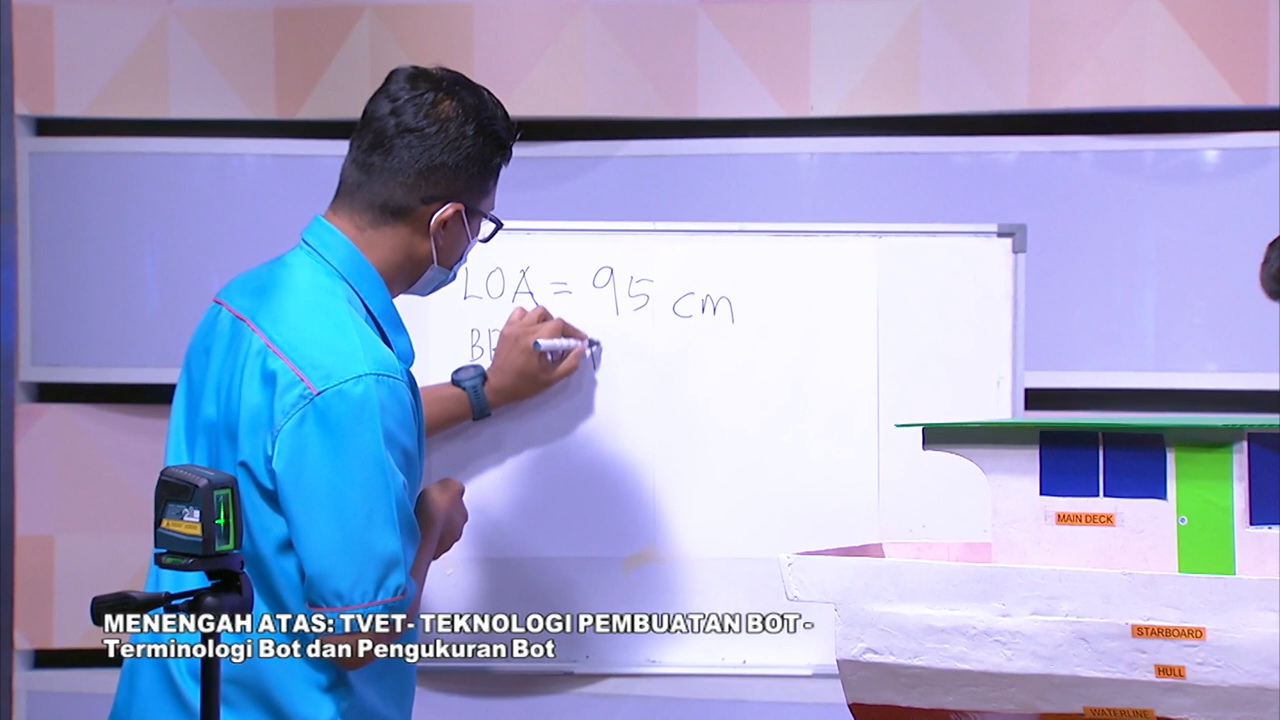 LOA = 95 cm
MAIN DECK
STARBOARD
HULL
WATERLINE
MENENGAH ATAS: TVET- TEKNOLOGI PEMBUATAN BOT -
Terminologi Bot dan Pengukuran Bot